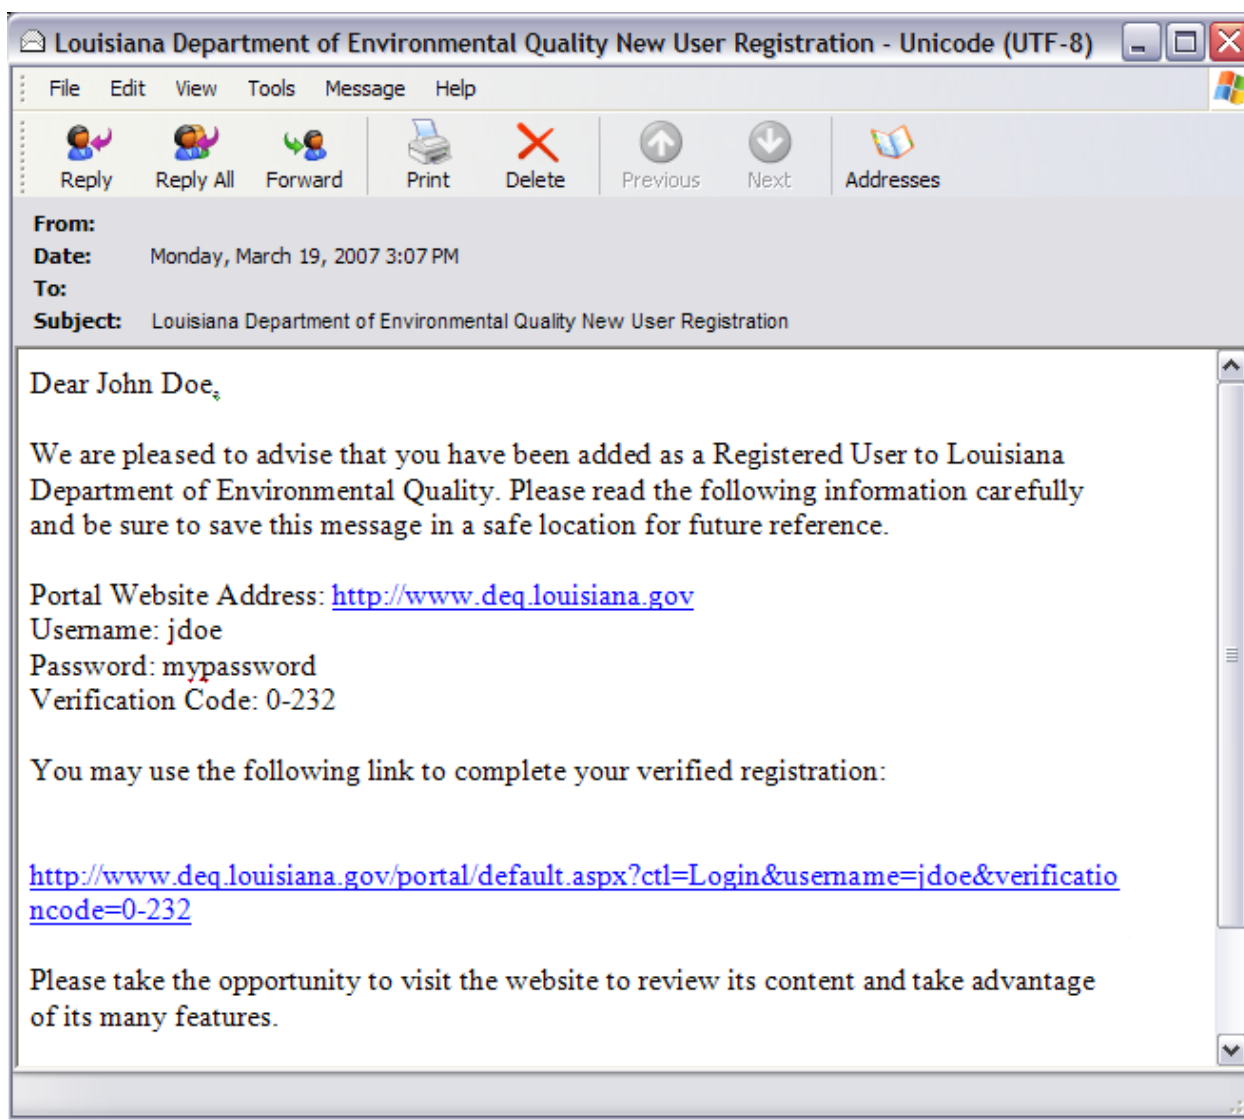 Louisiana Department of Environmental Quality New User Registration - Unicode (UTF-8)
File Edit View Tools Message Help
Reply Reply All Forward Print Delete Previous Next Addresses
From:
Date: Monday, March 19, 2007 3:07 PM
To:
Subject: Louisiana Department of Environmental Quality New User Registration
Dear John Doe,
We are pleased to advise that you have been added as a Registered User to Louisiana
Department of Environmental Quality. Please read the following information carefully
and be sure to save this message in a safe location for future reference.
Portal Website Address: http://www.deq.louisiana.gov
Username: jdoe
Password: mypassword
Verification Code: 0-232
You may use the following link to complete your verified registration:
http://www.deq.louisiana.gov/portal/default.aspx?ctl=Login&username=jdoe&verificatio
ncode=0-232
Please take the opportunity to visit the website to review its content and take advantage
of its many features.